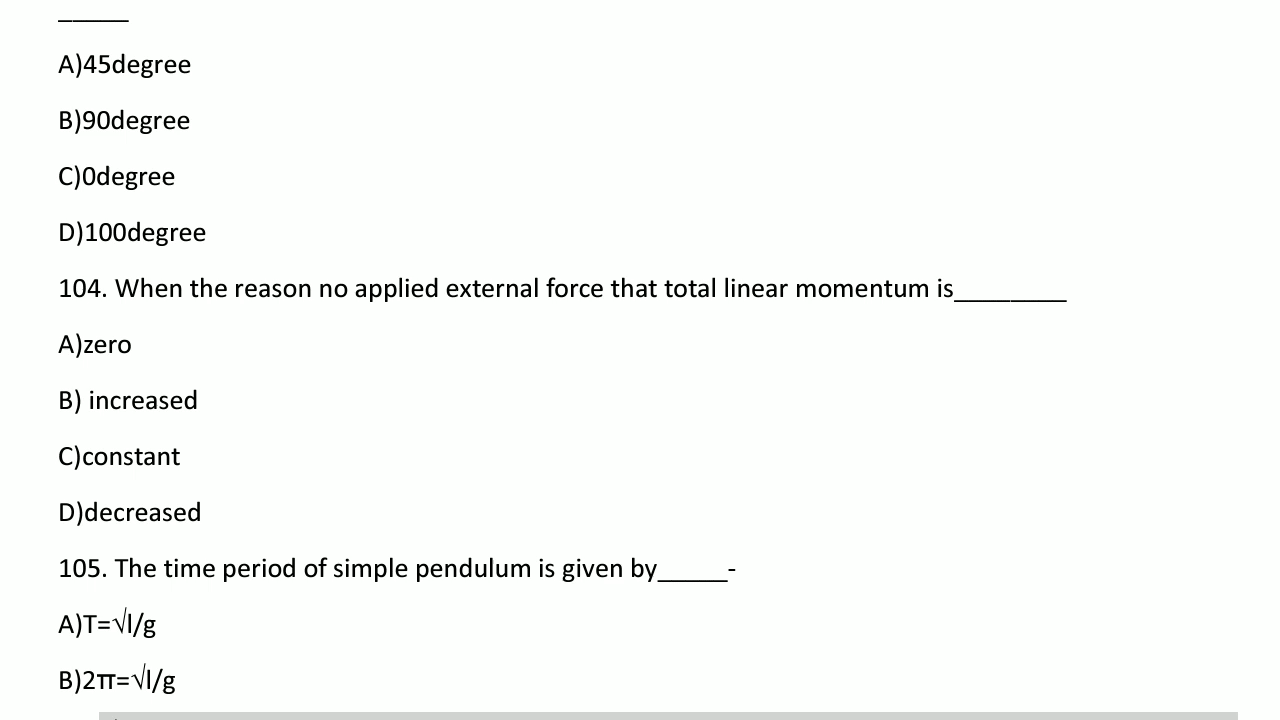 _____
A)45degree
B)90degree
C)0degree
D)100degree
104. When the reason no applied external force that total linear momentum is________
A)zero
B) increased
C)constant
D)decreased
105. The time period of simple pendulum is given by_____-
A)T=√l/g
B)2π=√l/g